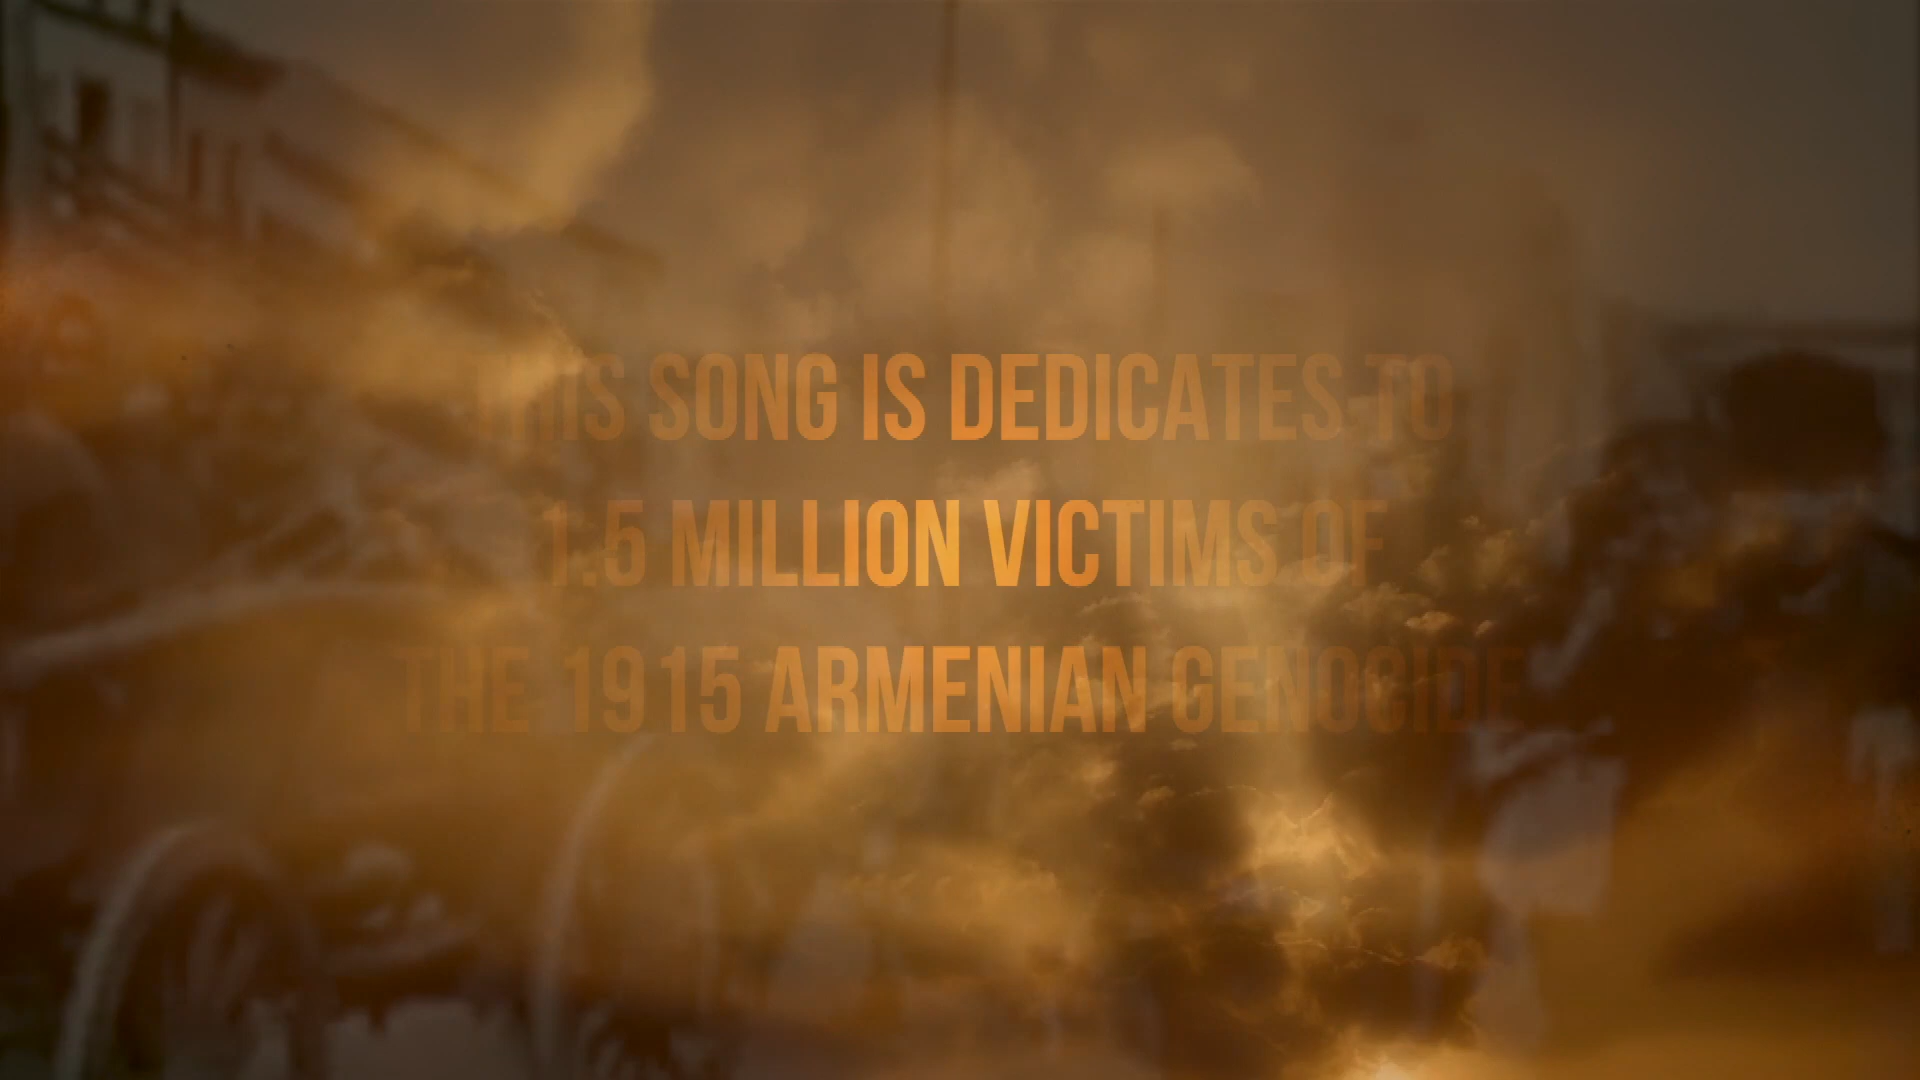 THIS SONG IS DEDICATES TO
1.5 MILLION VICTIMS OF
THE 1915 ARMENIAN GENOCIDE